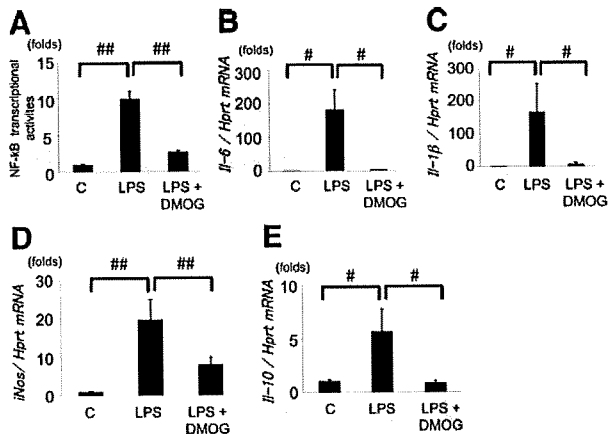 A
(folds)
##
##
NF-kB transcriptional
activites
15
10
5
0
C
LPS
LPS +
DMOG
B
(folds)
#
#
Il-6 / Hprt mRNA
300
200
100
0
C
LPS
LPS +
DMOG
C
(folds)
#
#
Il-1β / Hprt mRNA
300
200
100
0
C
LPS
LPS +
DMOG
D
(folds)
##
##
iNos/ Hprt mRNA
30
20
10
0
C
LPS
LPS +
DMOG
E
(folds)
#
#
Il-10 / Hprt mRNA
10
5
0
C
LPS
LPS +
DMOG